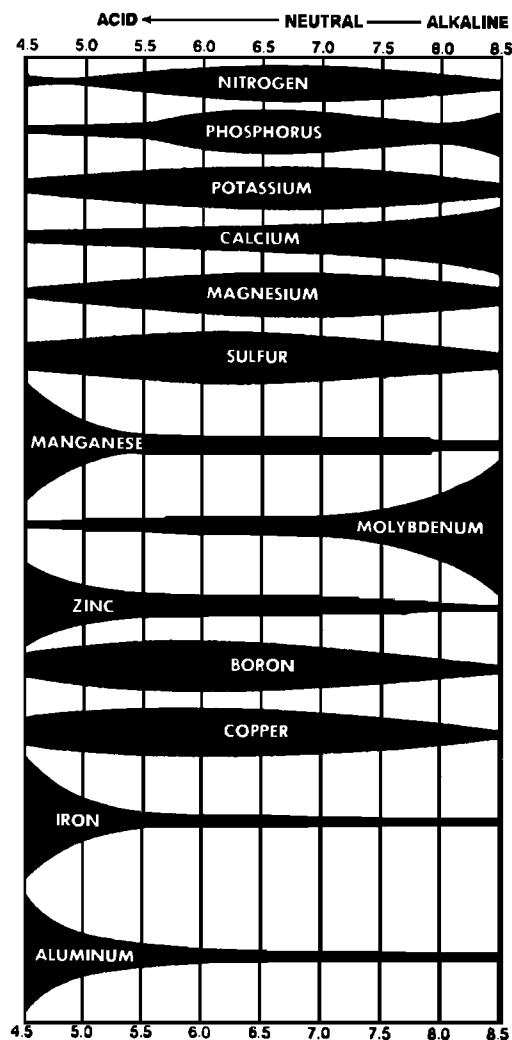 ACID NEUTRAL ALKALINE
4.5 5.0 5.5 6.0 6.5 7.0 7.5 8.0 8.5
NITROGEN
PHOSPHORUS
POTASSIUM
CALCIUM
MAGNESIUM
SULFUR
MANGANESE
MOLYBDENUM
ZINC
BORON
COPPER
IRON
ALUMINUM
4.5 5.0 5.5 6.0 6.5 7.0 7.5 8.0 8.5